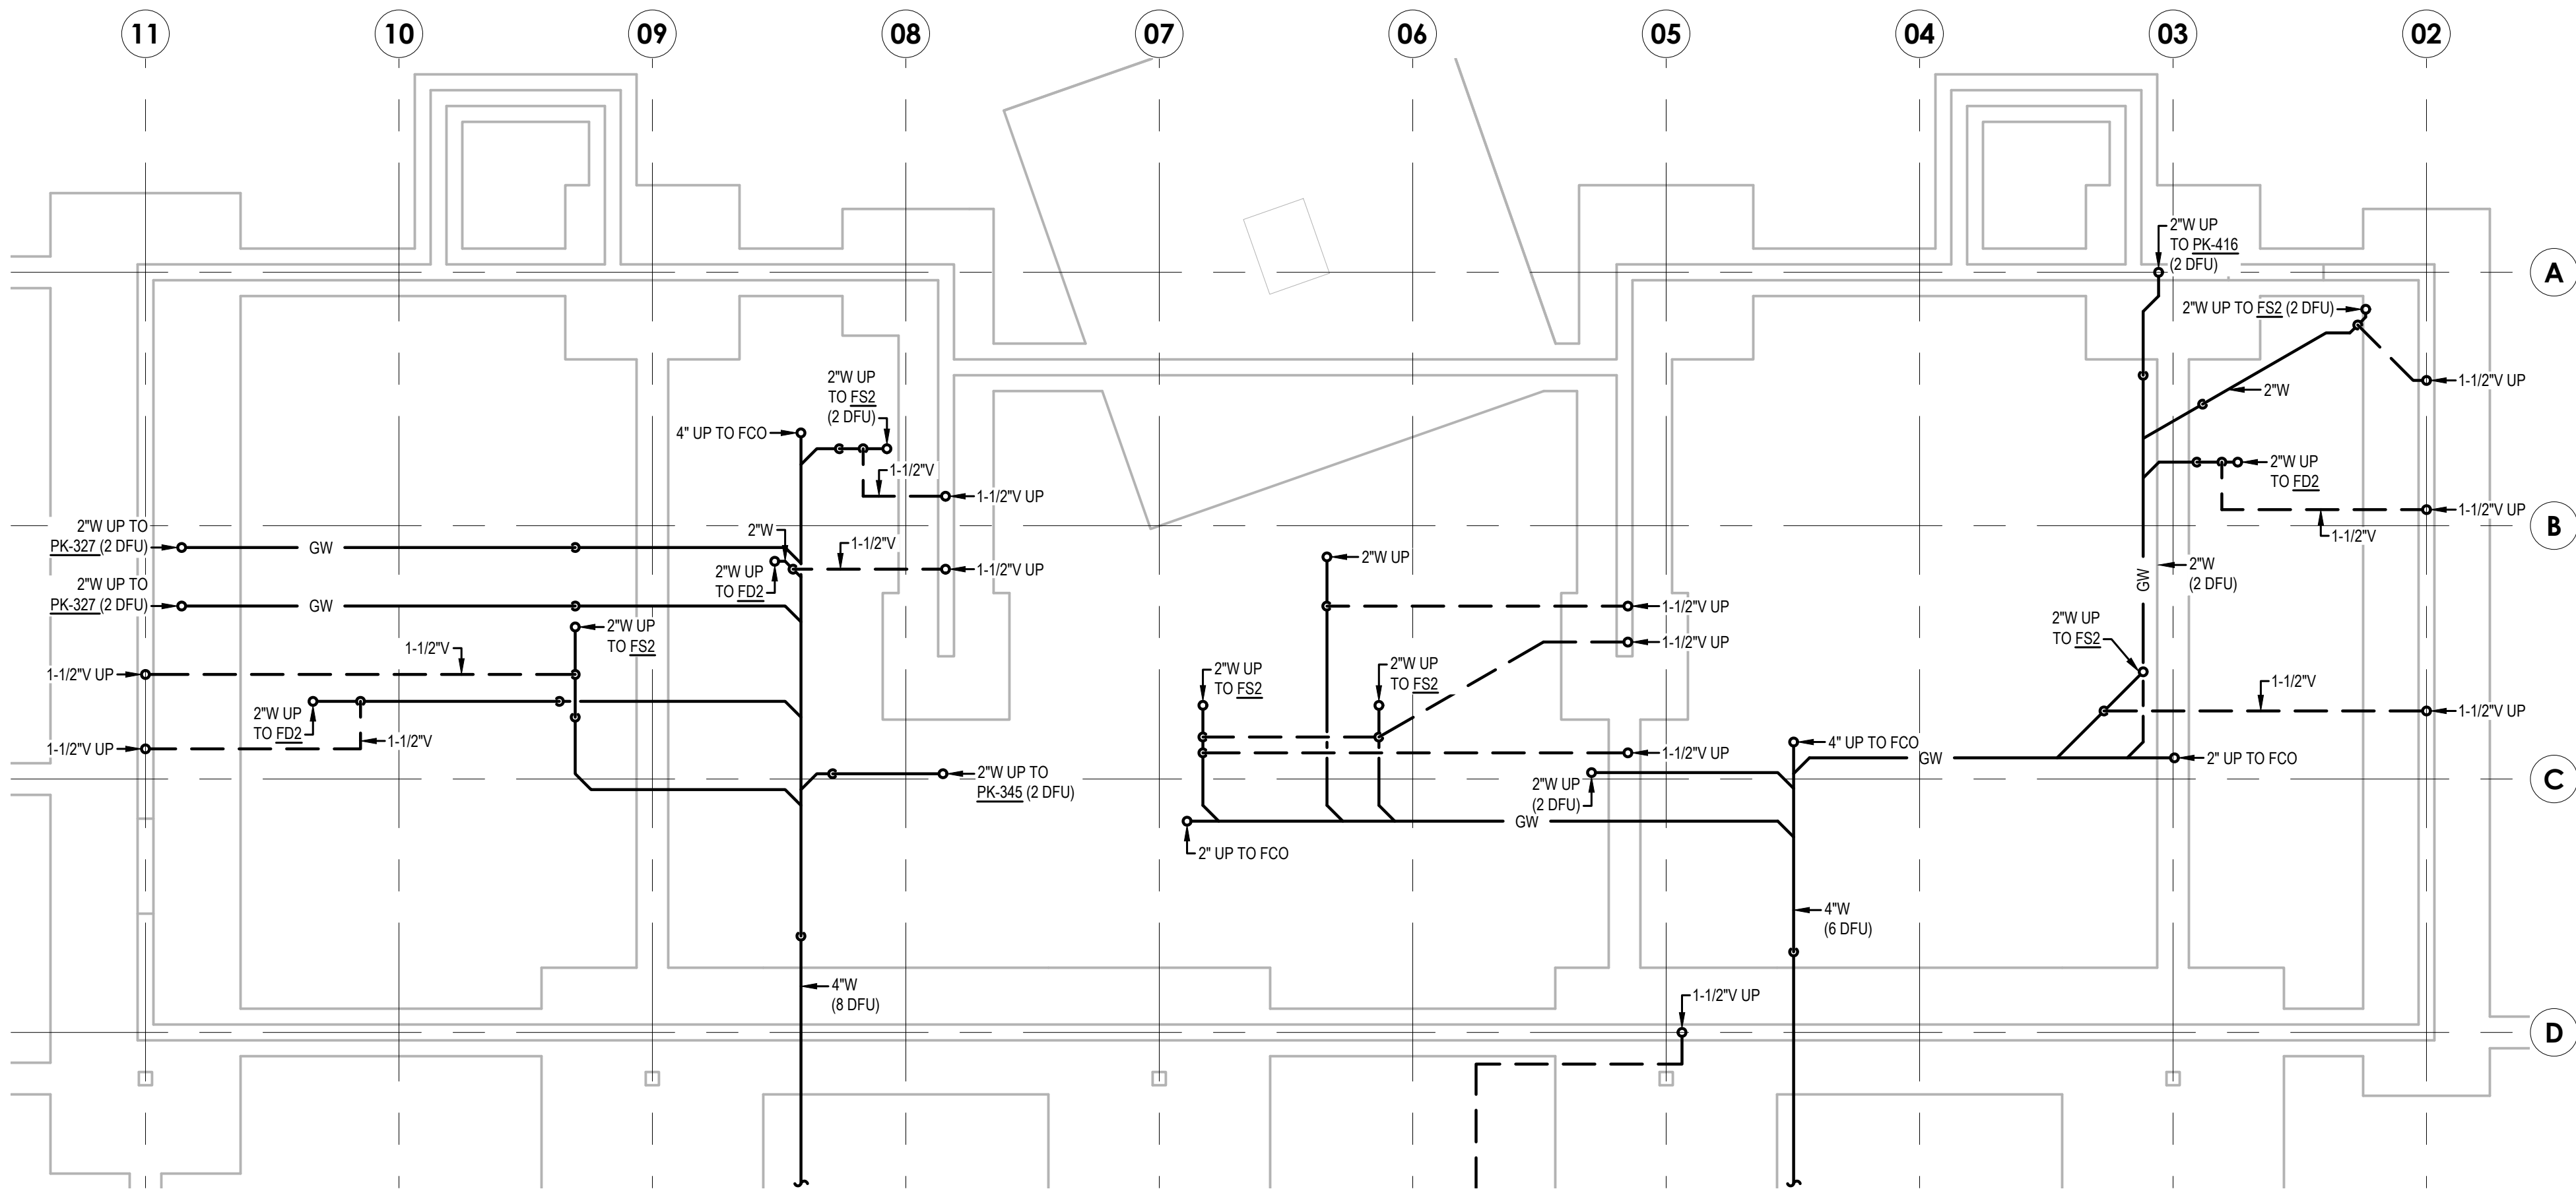 11
10
09
08
07
06
05
04
03
02
A
B
C
D
2"W UP
TO PK-416
(2 DFU)
2"W UP TO FS2 (2 DFU)
1-1/2"V UP
2"W
2"W UP
TO FS2
(2 DFU)
4" UP TO FCO
1-1/2"V
1-1/2"V UP
2"W UP
TO FD2
1-1/2"V UP
1-1/2"V
2"W UP TO
PK-327 (2 DFU)
GW
2"W
1-1/2"V
1-1/2"V UP
2"W UP
TO FD2
2"W UP
2"W
(2 DFU)
GW
2"W UP TO
PK-327 (2 DFU)
GW
2"W UP
TO FS2
1-1/2"V UP
1-1/2"V UP
2"W UP
TO FS2
1-1/2"V
1-1/2"V UP
2"W UP
TO FS2
2"W UP
TO FS2
1-1/2"V
1-1/2"V UP
2"W UP
TO FD2
1-1/2"V
1-1/2"V UP
1-1/2"V UP
4" UP TO FCO
GW
2" UP TO FCO
2"W UP TO
PK-345 (2 DFU)
2"W UP
(2 DFU)
GW
2" UP TO FCO
4"W
(6 DFU)
4"W
(8 DFU)
1-1/2"V UP